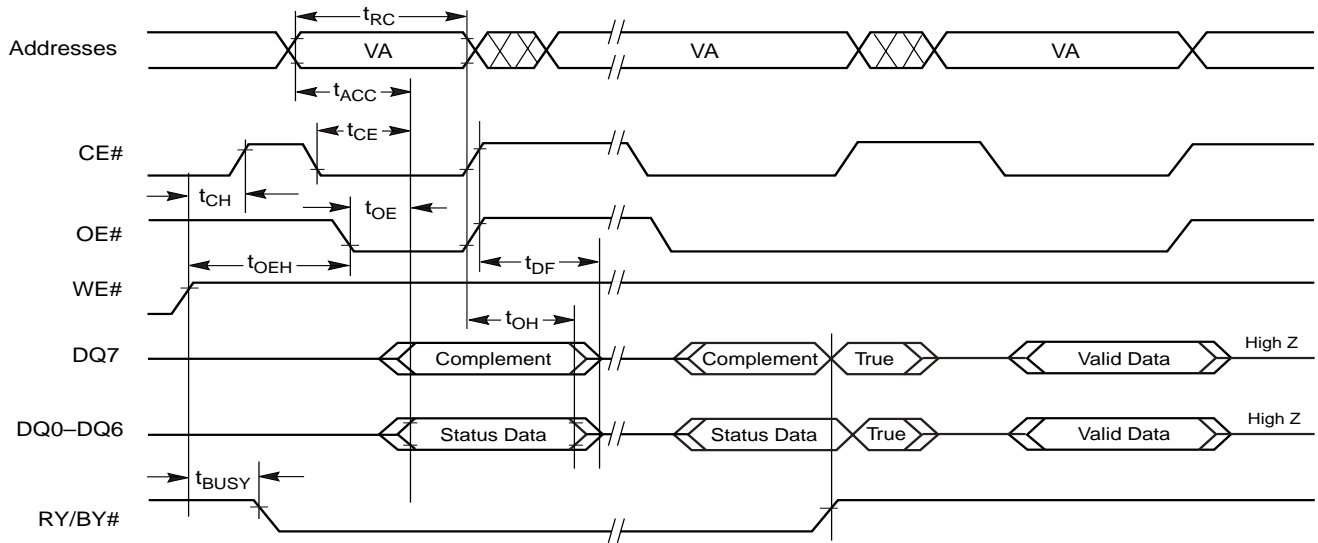 tRC
Addresses VA VA VA
tACC
tCE
CE#
tCH
tOE
OE#
tOEH
tDF
WE#
tOH
DQ7 Complement Complement True Valid Data High Z
DQ0–DQ6 Status Data Status Data True Valid Data High Z
tBUSY
RY/BY#